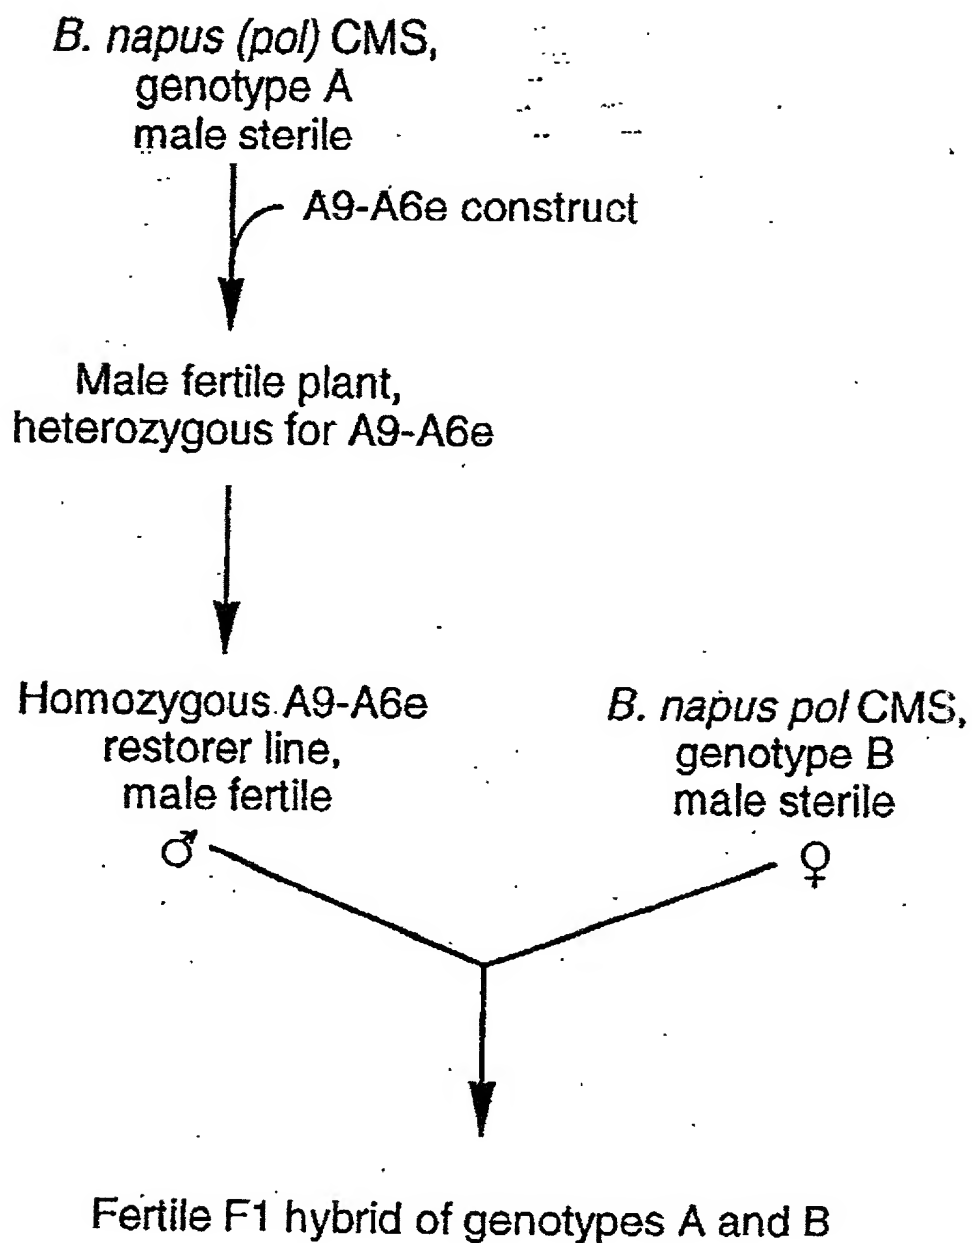 B. napus (pol) CMS,
genotype A
male sterile
A9-A6e construct
Male fertile plant,
heterozygous for A9-A6e
Homozygous A9-A6e
restorer line,
male fertile
♂
B. napus pol CMS,
genotype B
male sterile
♀
Fertile F1 hybrid of genotypes A and B